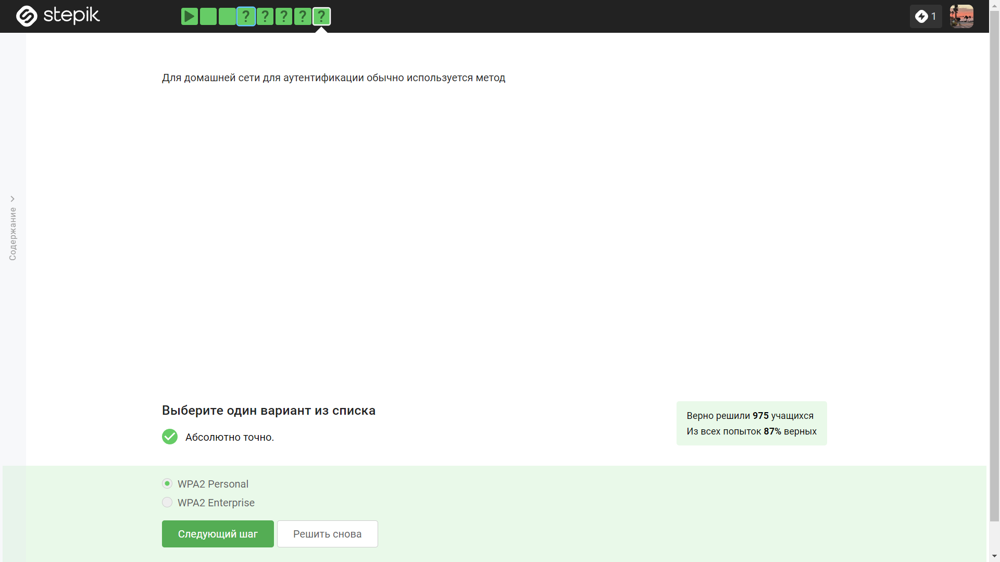 stepik
? ? ? ? ?
1
Для домашней сети для аутентификации обычно используется метод
Содержание
Выберите один вариант из списка
Абсолютно точно.
Верно решили 975 учащихся
Из всех попыток 87% верных
WPA2 Personal
WPA2 Enterprise
Следующий шаг
Решить снова